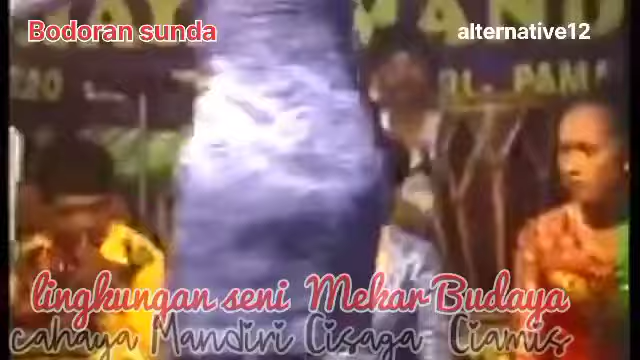 Bodoran sunda
alternative12
lingkungan seni Mekar Budaya
cahaya Mandiri Cisaga Ciamis